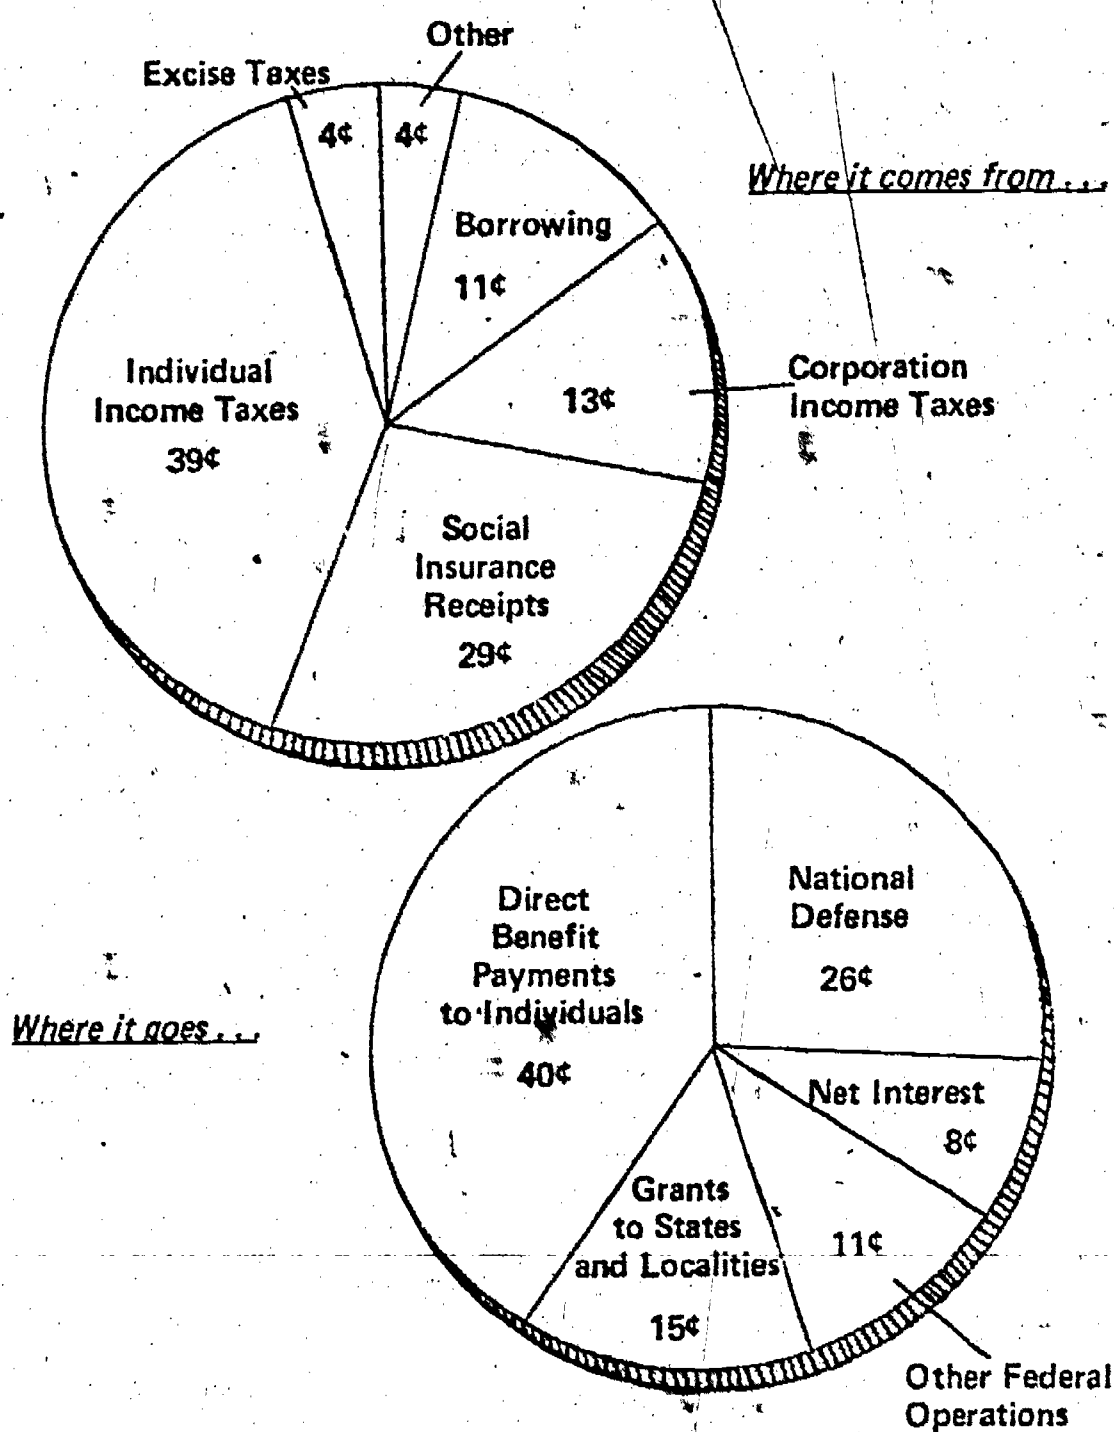 Other
Excise Taxes
4¢
4¢
Where it comes from . . .
Borrowing
11¢
Individual
Income Taxes
39¢
13¢
Corporation
Income Taxes
Social
Insurance
Receipts
29¢
Where it goes . . .
Direct
Benefit
Payments
to Individuals
40¢
National
Defense
26¢
Net Interest
8¢
Grants
to States
and Localities
15¢
11¢
Other Federal
Operations